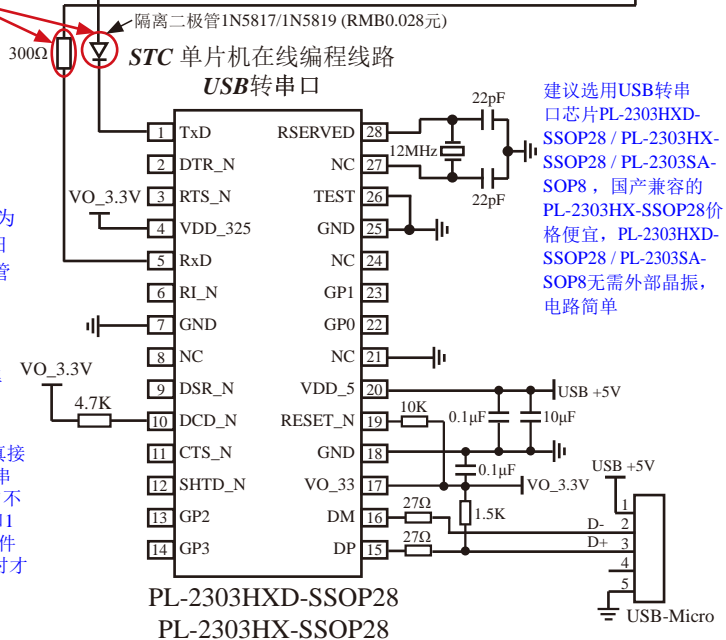 隔离二极管1N5817/1N5819 (RMB0.028元)
300Ω
STC 单片机在线编程线路
USB转串口
建议选用USB转串
口芯片PL-2303HXD-
SSOP28 / PL-2303HX-
SSOP28 / PL-2303SA-
SOP8 ，国产兼容的
PL-2303HX-SSOP28价
格便宜，PL-2303HXD-
SSOP28 / PL-2303SA-
SOP8无需外部晶振，
电路简单
22pF
12MHz
22pF
1 TxD RSERVED 28
2 DTR_N NC 27
VO_3.3V
3 RTS_N TEST 26
4 VDD_325 GND 25
5 RxD NC 24
6 RI_N GP1 23
7 GND GP0 22
8 NC NC 21
VO_3.3V
9 DSR_N VDD_5 20
USB +5V
4.7K
10 DCD_N RESET_N 19
10K
0.1μF
10μF
11 CTS_N GND 18
0.1μF
12 SHTD_N VO_33 17
VO_3.3V
13 GP2 DM 16
27Ω
1.5K
14 GP3 DP 15
27Ω
USB +5V
1
D- 2
D+ 3
4
5
USB-Micro
为
管
接
串
不
1
件
时才
PL-2303HXD-SSOP28
PL-2303HX-SSOP28